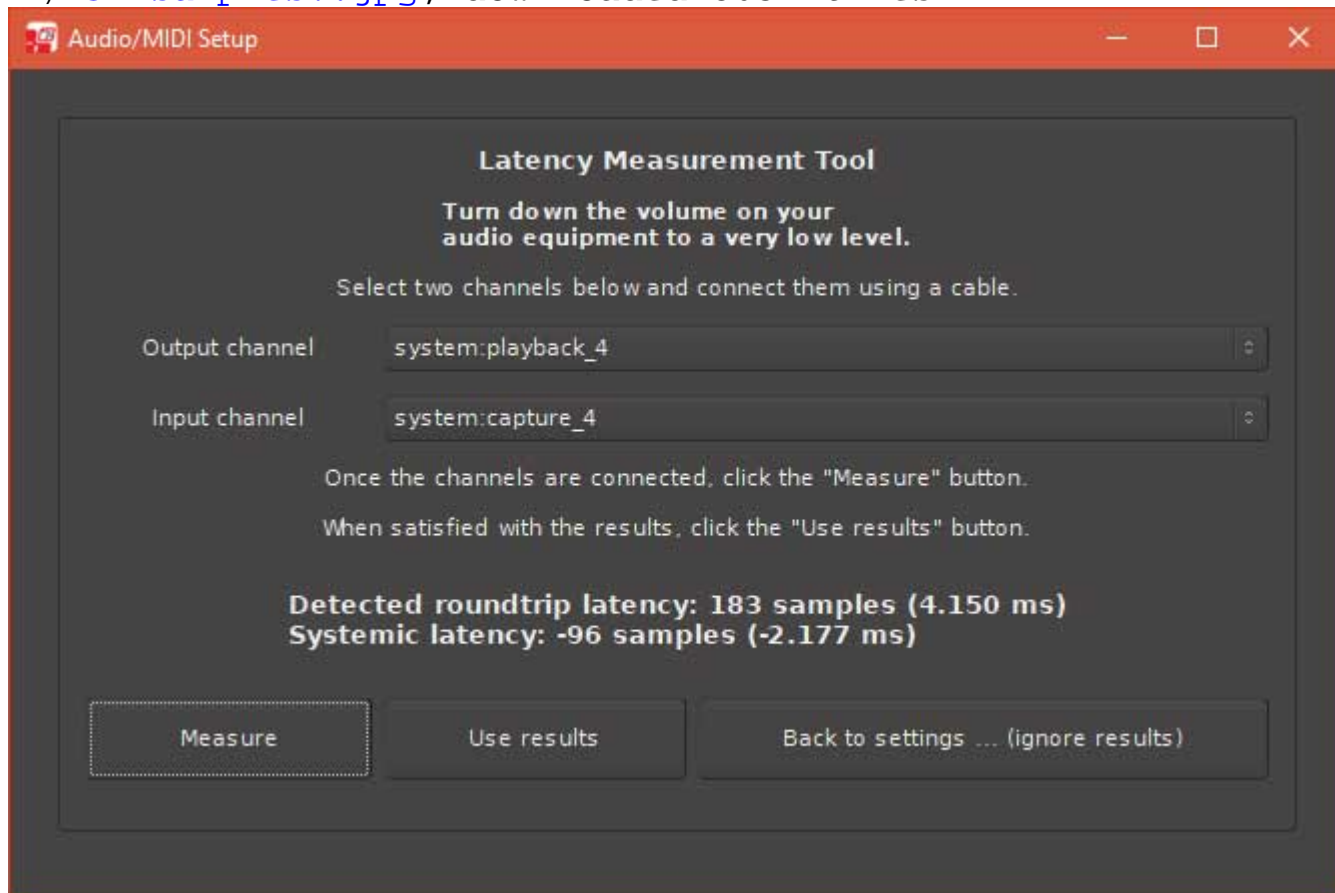 Audio/MIDI Setup
Latency Measurement Tool
Turn down the volume on your
audio equipment to a very low level.
Select two channels below and connect them using a cable.
Output channel system:playback_4
Input channel system:capture_4
Once the channels are connected, click the "Measure" button.
When satisfied with the results, click the "Use results" button.
Detected roundtrip latency: 183 samples (4.150 ms)
Systemic latency: -96 samples (-2.177 ms)
Measure Use results Back to settings ... (ignore results)